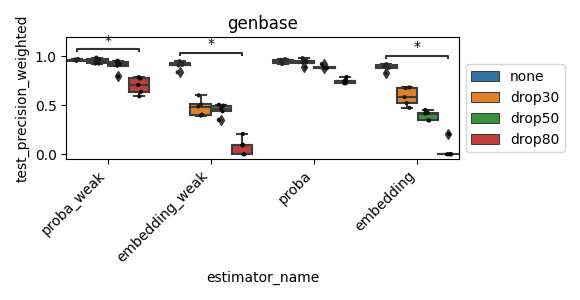 genbase
test_precision_weighted
1.0
0.5
0.0
*
*
*
proba_weak
embedding_weak
proba
embedding
estimator_name
none
drop30
drop50
drop80